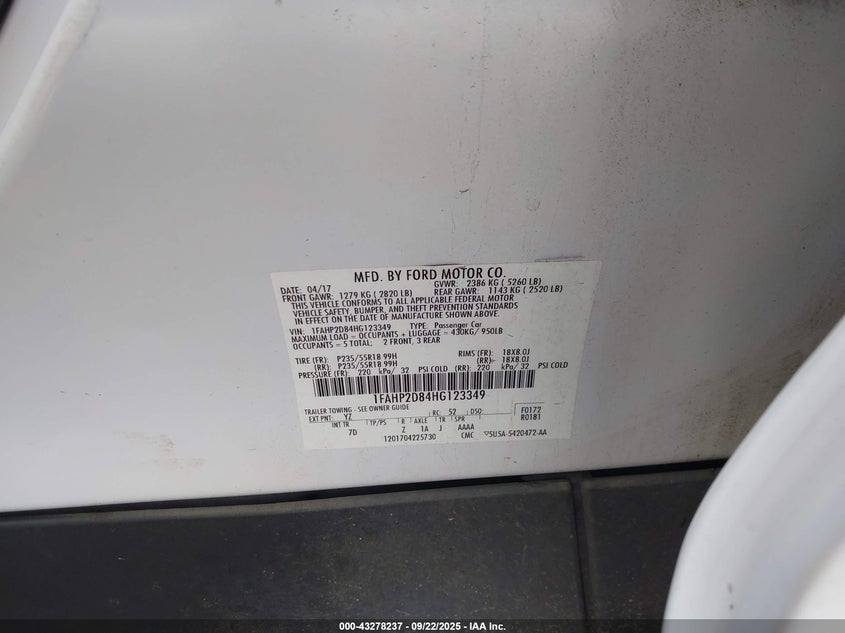 MFD. BY FORD MOTOR CO.
DATE: 04/17 GVWR: 2386 KG ( 5260 LB)
FRONT GAWR: 1279 KG ( 2820 LB) REAR GAWR: 1143 KG ( 2520 LB)
THIS VEHICLE CONFORMS TO ALL APPLICABLE FEDERAL MOTOR
VEHICLE SAFETY, BUMPER, AND THEFT PREVENTION STANDARDS
IN EFFECT ON THE DATE OF MANUFACTURE SHOWN ABOVE.
VIN: 1FAHP2D84HG123349 TYPE: Passenger Car
MAXIMUM LOAD = OCCUPANTS + LUGGAGE = 430KG/ 950LB
OCCUPANTS = 5 TOTAL; 2 FRONT, 3 REAR
TIRE (FR): P235/55R18 99H RIMS (FR): 18X8.0J
(RR): P235/55R18 99H (RR): 18X8.0J
PRESSURE (FR): 220 kPa/ 32 PSI COLD (RR): 220 kPa/ 32 PSI COLD
1FAHP2D84HG123349
TRAILER TOWING - SEE OWNER GUIDE
EXT PNT: YZ RC: 52 DSO: F0172
R0181
INT TR TP/PS R AXLE TR SPR
7D Z 1A J AAAA
1201704225730 CMC 5U5A-5420472-AA
000-43278237 - 09/22/2025 - IAA Inc.